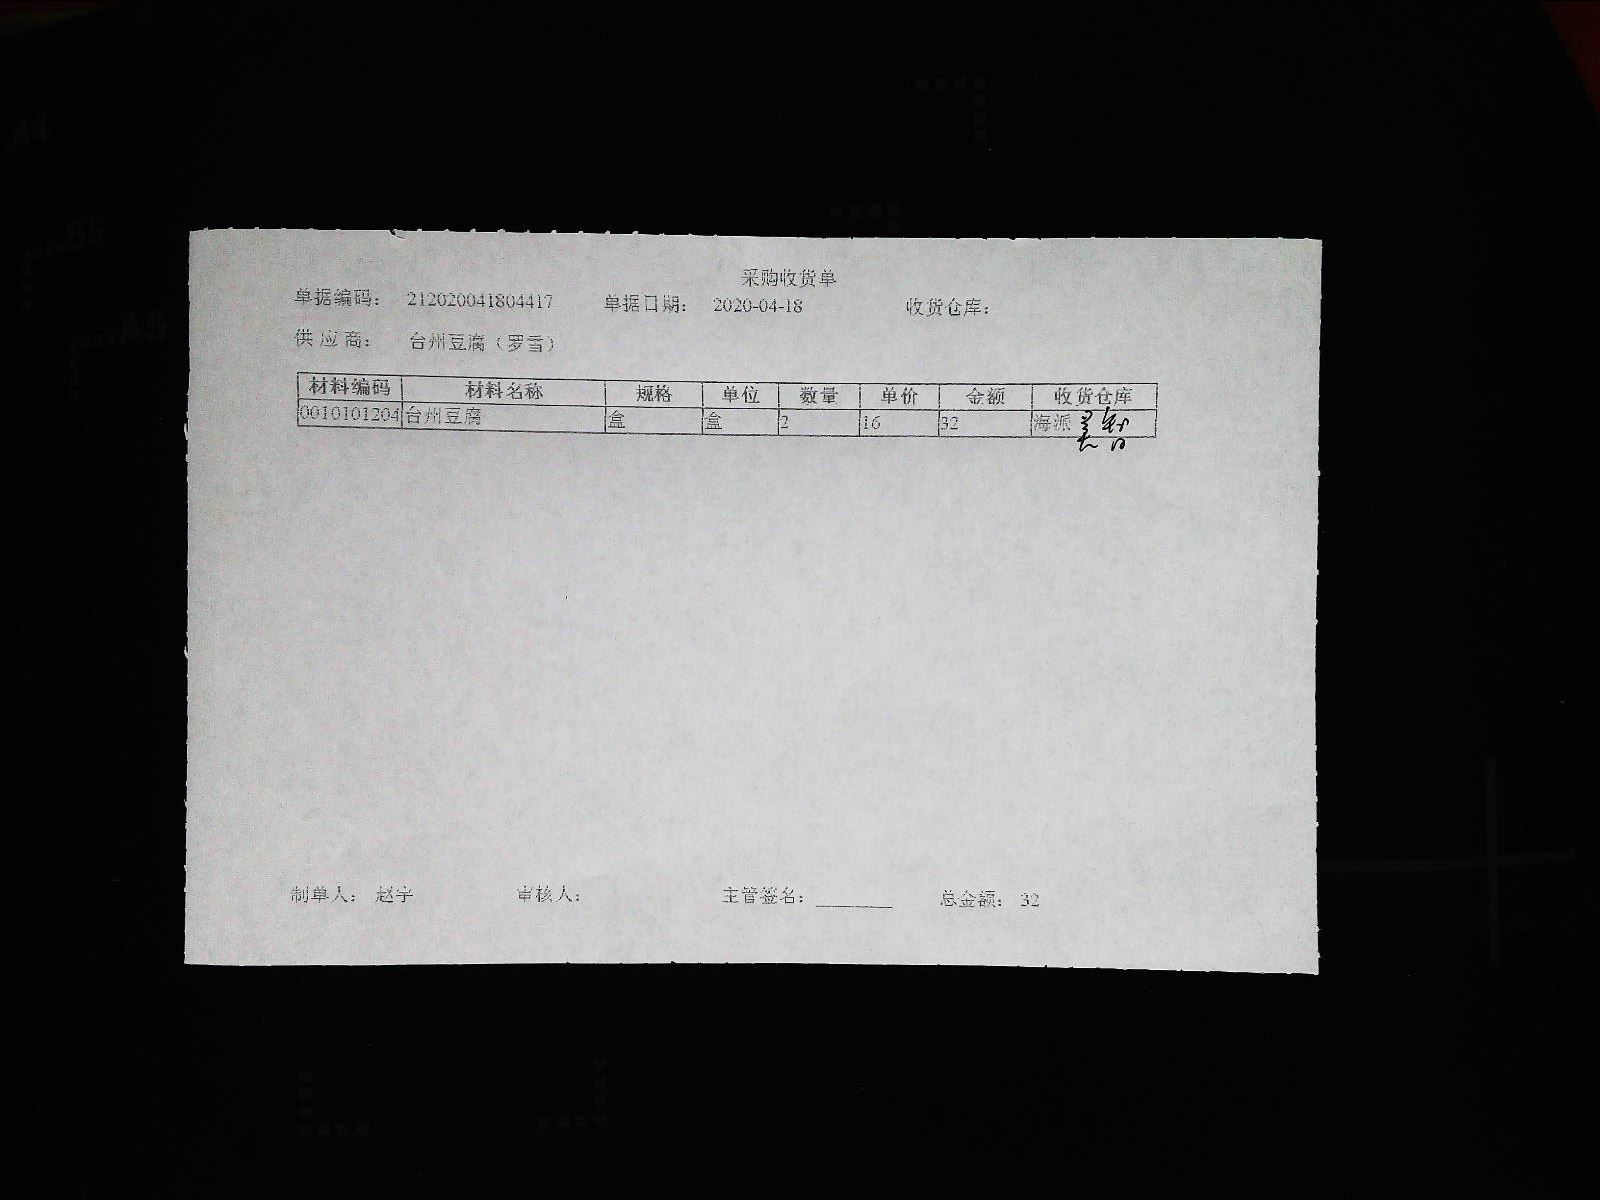 采购收货单
单据编码： 212020041804417 单据日期： 2020-04-18 收货仓库：
供 应 商： 台州豆腐（罗雪）
材料编码 材料名称 规格 单位 数量 单价 金额 收货仓库
0010101204 台州豆腐 盒 盒 2 16 32 海派
制单人： 赵宇 审核人： 主管签名：________ 总金额： 32
A4
B5
A5